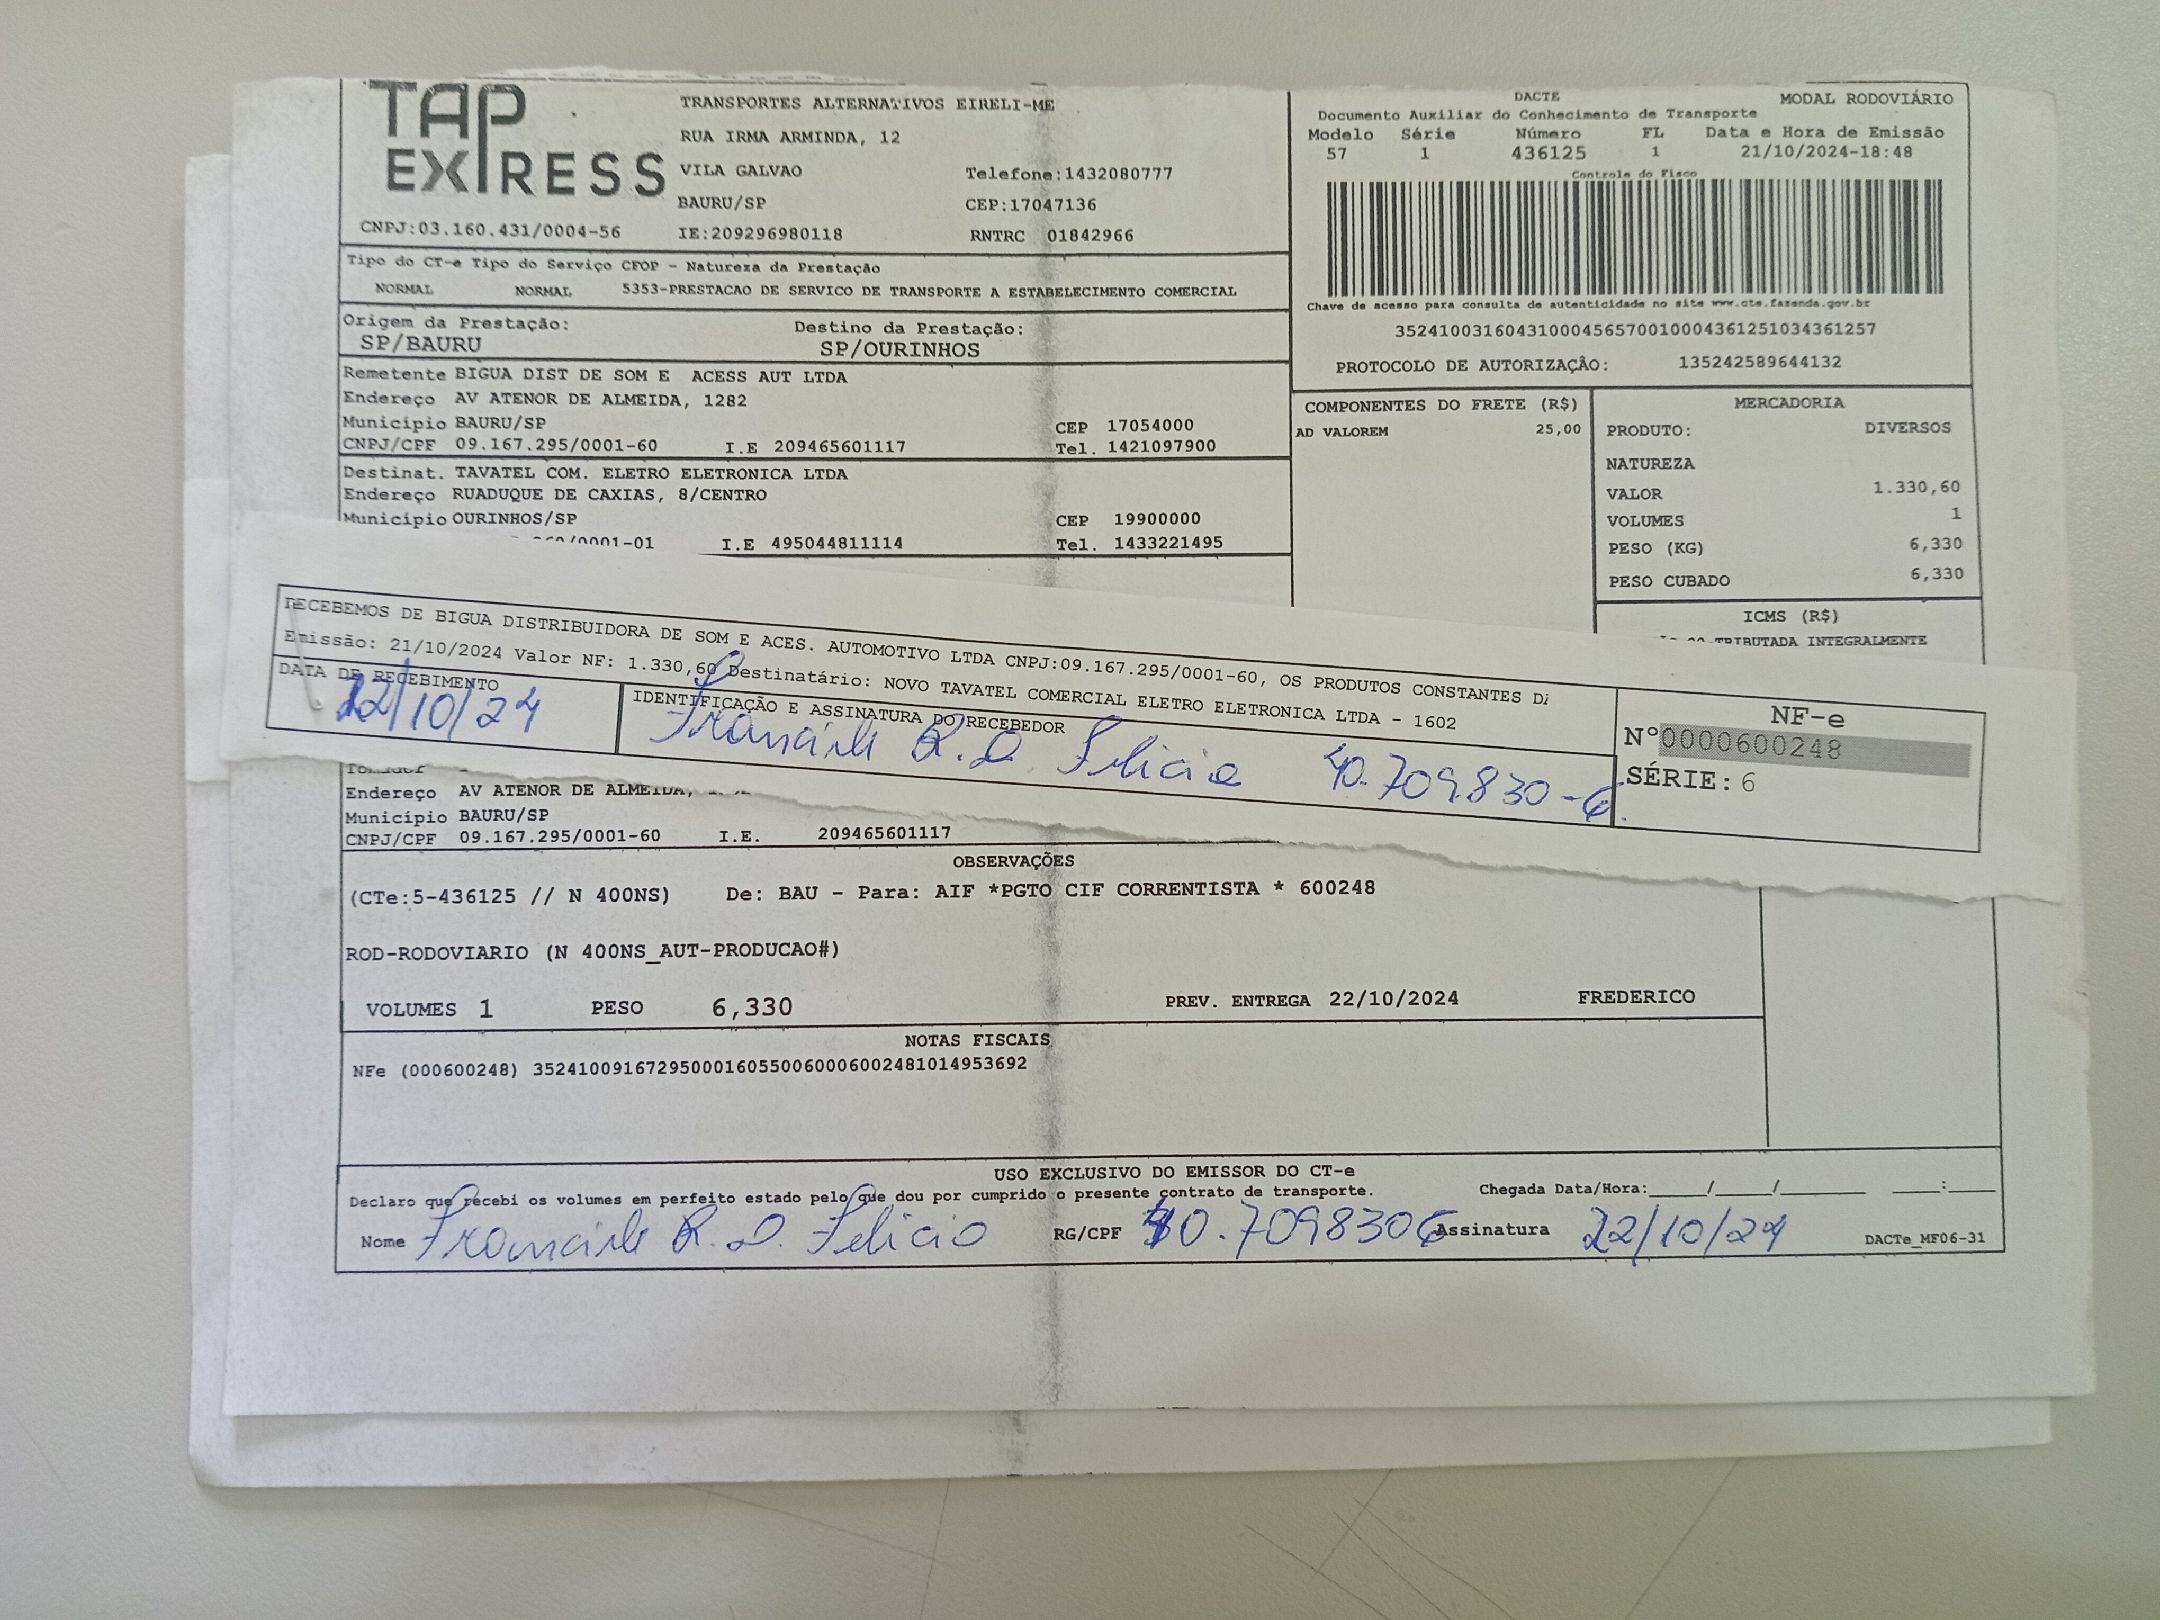 TAP EXPRESS
TRANSPORTES ALTERNATIVOS EIRELI-ME
RUA IRMA ARMINDA, 12
VILA GALVAO Telefone:1432080777
BAURU/SP CEP:17047136
CNPJ:03.160.431/0004-56 IE:209296980118 RNTRC 01842966
DACTE MODAL RODOVIÁRIO
Documento Auxiliar do Conhecimento de Transporte
Modelo Série Número FL Data e Hora de Emissão
57 1 436125 1 21/10/2024-18:48
Controle do Fisco
Chave de acesso para consulta de autenticidade no site www.cte.fazenda.gov.br
35241003160431000456570010004361251034361257
PROTOCOLO DE AUTORIZAÇÃO: 135242589644132
Tipo do CT-e Tipo do Serviço CFOP - Natureza da Prestação
NORMAL NORMAL 5353-PRESTACAO DE SERVICO DE TRANSPORTE A ESTABELECIMENTO COMERCIAL
Origem da Prestação: Destino da Prestação:
SP/BAURU SP/OURINHOS
Remetente BIGUA DIST DE SOM E ACESS AUT LTDA
Endereço AV ATENOR DE ALMEIDA, 1282
Município BAURU/SP CEP 17054000
CNPJ/CPF 09.167.295/0001-60 I.E 209465601117 Tel. 1421097900
Destinat. TAVATEL COM. ELETRO ELETRONICA LTDA
Endereço RUADUQUE DE CAXIAS, 8/CENTRO
Município OURINHOS/SP CEP 19900000
/0001-01 I.E 495044811114 Tel. 1433221495
COMPONENTES DO FRETE (R$)
AD VALOREM 25,00
MERCADORIA
PRODUTO: DIVERSOS
NATUREZA
VALOR 1.330,60
VOLUMES 1
PESO (KG) 6,330
PESO CUBADO 6,330
ICMS (R$)
TRIBUTADA INTEGRALMENTE
RECEBEMOS DE BIGUA DISTRIBUIDORA DE SOM E ACES. AUTOMOTIVO LTDA CNPJ:09.167.295/0001-60, OS PRODUTOS CONSTANTES
Emissão: 21/10/2024 Valor NF: 1.330,60 Destinatário: NOVO TAVATEL COMERCIAL ELETRO ELETRONICA LTDA - 1602
DATA DE RECEBIMENTO
22/10/24
IDENTIFICAÇÃO E ASSINATURA DO RECEBEDOR
R. D. Felicio 40.709.830-6
NF-e
Nº0000600248
SÉRIE: 6
Endereço AV ATENOR DE ALMEIDA,
Município BAURU/SP
CNPJ/CPF 09.167.295/0001-60 I.E. 209465601117
OBSERVAÇÕES
(CTe:5-436125 // N 400NS) De: BAU - Para: AIF *PGTO CIF CORRENTISTA * 600248
ROD-RODOVIARIO (N 400NS_AUT-PRODUCAO#)
VOLUMES 1 PESO 6,330 PREV. ENTREGA 22/10/2024 FREDERICO
NOTAS FISCAIS
NFe (000600248) 35241009167295000160550060006002481014953692
USO EXCLUSIVO DO EMISSOR DO CT-e
Declaro que recebi os volumes em perfeito estado pelo que dou por cumprido o presente contrato de transporte. Chegada Data/Hora:_____/_____/________ ____:____
Nome R. D. Felicio RG/CPF 40.7098306 Assinatura 22/10/24 DACTe_MF06-31